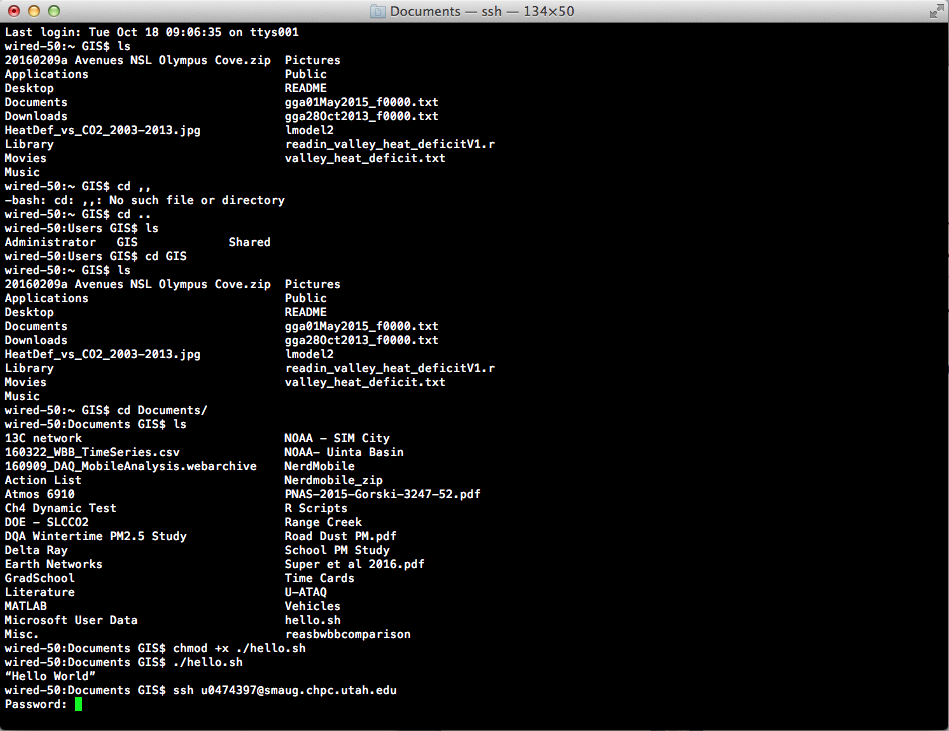 Documents — ssh — 134×50
Last login: Tue Oct 18 09:06:35 on ttys001
wired-50:~ GIS$ ls
20160209a Avenues NSL Olympus Cove.zip  Pictures
Applications                            Public
Desktop                                 README
Documents                               gga01May2015_f0000.txt
Downloads                               gga28Oct2013_f0000.txt
HeatDef_vs_CO2_2003-2013.jpg            lmodel2
Library                                 readin_valley_heat_deficitV1.r
Movies                                  valley_heat_deficit.txt
Music
wired-50:~ GIS$ cd ,,
-bash: cd: ,,: No such file or directory
wired-50:~ GIS$ cd ..
wired-50:Users GIS$ ls
Administrator   GIS             Shared
wired-50:Users GIS$ cd GIS
wired-50:~ GIS$ ls
20160209a Avenues NSL Olympus Cove.zip  Pictures
Applications                            Public
Desktop                                 README
Documents                               gga01May2015_f0000.txt
Downloads                               gga28Oct2013_f0000.txt
HeatDef_vs_CO2_2003-2013.jpg            lmodel2
Library                                 readin_valley_heat_deficitV1.r
Movies                                  valley_heat_deficit.txt
Music
wired-50:~ GIS$ cd Documents/
wired-50:Documents GIS$ ls
13C network                             NOAA - SIM City
160322_WBB_TimeSeries.csv               NOAA- Uinta Basin
160909_DAQ_MobileAnalysis.webarchive    NerdMobile
Action List                             Nerdmobile_zip
Atmos 6910                              PNAS-2015-Gorski-3247-52.pdf
Ch4 Dynamic Test                        R Scripts
DOE - SLCCO2                            Range Creek
DQA Wintertime PM2.5 Study              Road Dust PM.pdf
Delta Ray                               School PM Study
Earth Networks                          Super et al 2016.pdf
GradSchool                              Time Cards
Literature                              U-ATAQ
MATLAB                                  Vehicles
Microsoft User Data                     hello.sh
Misc.                                   reasbwbbcomparison
wired-50:Documents GIS$ chmod +x ./hello.sh
wired-50:Documents GIS$ ./hello.sh
“Hello World”
wired-50:Documents GIS$ ssh u0474397@smaug.chpc.utah.edu
Password: